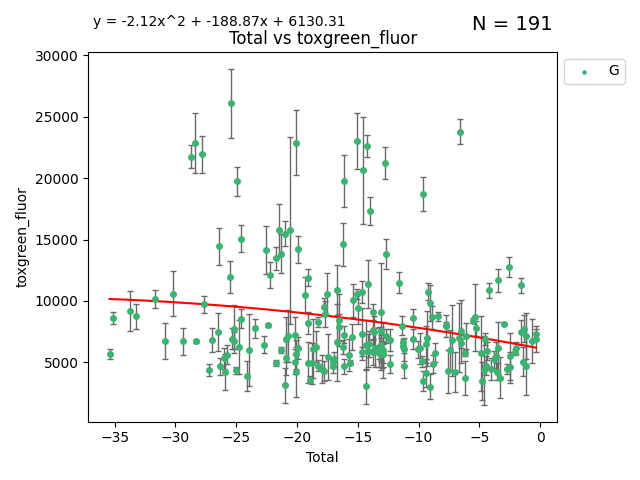 y = -2.12x^2 + -188.87x + 6130.31
N = 191
Total vs toxgreen_fluor
G
toxgreen_fluor
30000
25000
20000
15000
10000
5000
−35
−30
−25
−20
−15
−10
−5
0
Total